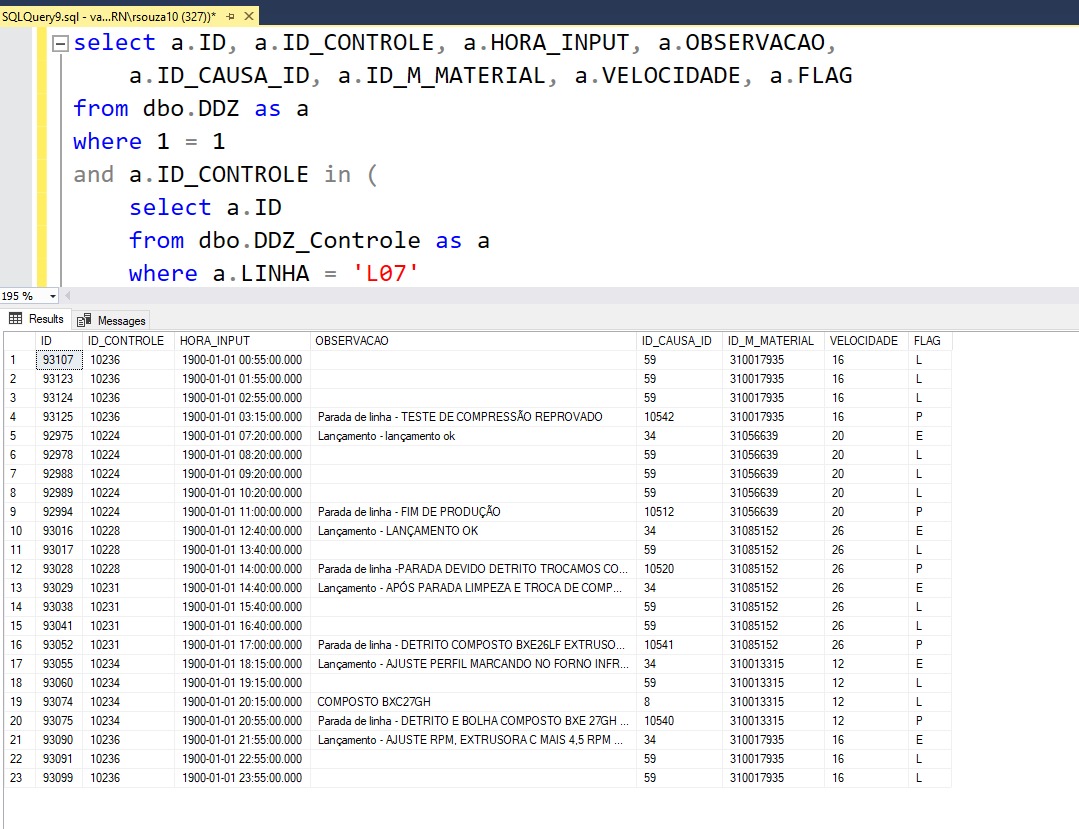 SQLQuery9.sql - va...RN\rsouza10 (327))*
select a.ID, a.ID_CONTROLE, a.HORA_INPUT, a.OBSERVACAO,
a.ID_CAUSA_ID, a.ID_M_MATERIAL, a.VELOCIDADE, a.FLAG
from dbo.DDZ as a
where 1 = 1
and a.ID_CONTROLE in (
select a.ID
from dbo.DDZ_Controle as a
where a.LINHA = 'L07'
195 %
Results Messages
ID ID_CONTROLE HORA_INPUT OBSERVACAO ID_CAUSA_ID ID_M_MATERIAL VELOCIDADE FLAG
1 93107 10236 1900-01-01 00:55:00.000 59 310017935 16 L
2 93123 10236 1900-01-01 01:55:00.000 59 310017935 16 L
3 93124 10236 1900-01-01 02:55:00.000 59 310017935 16 L
4 93125 10236 1900-01-01 03:15:00.000 Parada de linha - TESTE DE COMPRESSÃO REPROVADO 10542 310017935 16 P
5 92975 10224 1900-01-01 07:20:00.000 Lançamento - lançamento ok 34 31056639 20 E
6 92978 10224 1900-01-01 08:20:00.000 59 31056639 20 L
7 92988 10224 1900-01-01 09:20:00.000 59 31056639 20 L
8 92989 10224 1900-01-01 10:20:00.000 59 31056639 20 L
9 92994 10224 1900-01-01 11:00:00.000 Parada de linha - FIM DE PRODUÇÃO 10512 31056639 20 P
10 93016 10228 1900-01-01 12:40:00.000 Lançamento - LANÇAMENTO OK 34 31085152 26 E
11 93017 10228 1900-01-01 13:40:00.000 59 31085152 26 L
12 93028 10228 1900-01-01 14:00:00.000 Parada de linha -PARADA DEVIDO DETRITO TROCAMOS CO... 10520 31085152 26 P
13 93029 10231 1900-01-01 14:40:00.000 Lançamento - APÓS PARADA LIMPEZA E TROCA DE COMP... 34 31085152 26 E
14 93038 10231 1900-01-01 15:40:00.000 59 31085152 26 L
15 93041 10231 1900-01-01 16:40:00.000 59 31085152 26 L
16 93052 10231 1900-01-01 17:00:00.000 Parada de linha - DETRITO COMPOSTO BXE26LF EXTRUSO... 10541 31085152 26 P
17 93055 10234 1900-01-01 18:15:00.000 Lançamento - AJUSTE PERFIL MARCANDO NO FORNO INFR... 34 310013315 12 E
18 93060 10234 1900-01-01 19:15:00.000 59 310013315 12 L
19 93074 10234 1900-01-01 20:15:00.000 COMPOSTO BXC27GH 8 310013315 12 L
20 93075 10234 1900-01-01 20:55:00.000 Parada de linha - DETRITO E BOLHA COMPOSTO BXE 27GH ... 10540 310013315 12 P
21 93090 10236 1900-01-01 21:55:00.000 Lançamento - AJUSTE RPM, EXTRUSORA C MAIS 4,5 RPM ... 34 310017935 16 E
22 93091 10236 1900-01-01 22:55:00.000 59 310017935 16 L
23 93099 10236 1900-01-01 23:55:00.000 59 310017935 16 L